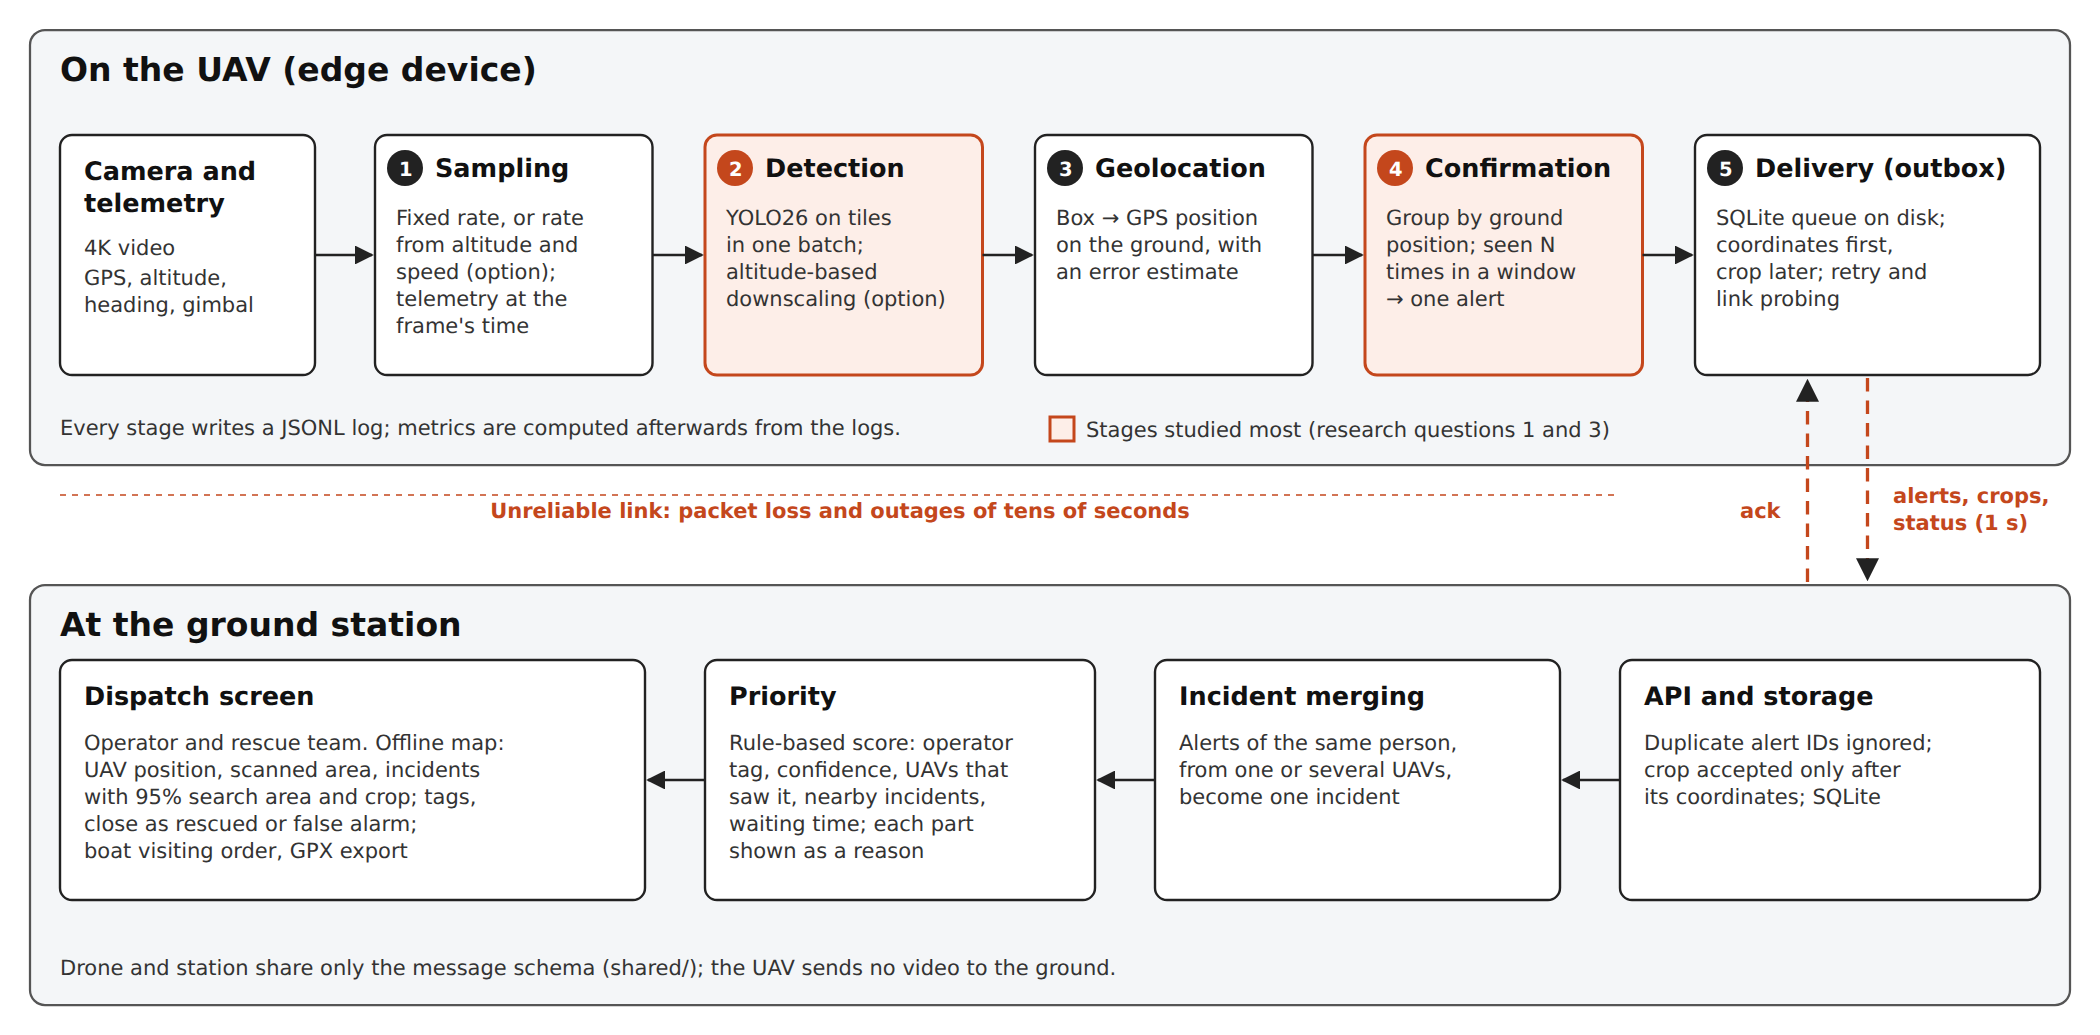 On the UAV (edge device)
Camera and
telemetry
4K video
GPS, altitude,
heading, gimbal
1 Sampling
Fixed rate, or rate
from altitude and
speed (option);
telemetry at the
frame's time
2 Detection
YOLO26 on tiles
in one batch;
altitude-based
downscaling (option)
3 Geolocation
Box → GPS position
on the ground, with
an error estimate
4 Confirmation
Group by ground
position; seen N
times in a window
→ one alert
5 Delivery (outbox)
SQLite queue on disk;
coordinates first,
crop later; retry and
link probing
Every stage writes a JSONL log; metrics are computed afterwards from the logs.
Stages studied most (research questions 1 and 3)
Unreliable link: packet loss and outages of tens of seconds
ack
alerts, crops,
status (1 s)
At the ground station
Dispatch screen
Operator and rescue team. Offline map:
UAV position, scanned area, incidents
with 95% search area and crop; tags,
close as rescued or false alarm;
boat visiting order, GPX export
Priority
Rule-based score: operator
tag, confidence, UAVs that
saw it, nearby incidents,
waiting time; each part
shown as a reason
Incident merging
Alerts of the same person,
from one or several UAVs,
become one incident
API and storage
Duplicate alert IDs ignored;
crop accepted only after
its coordinates; SQLite
Drone and station share only the message schema (shared/); the UAV sends no video to the ground.